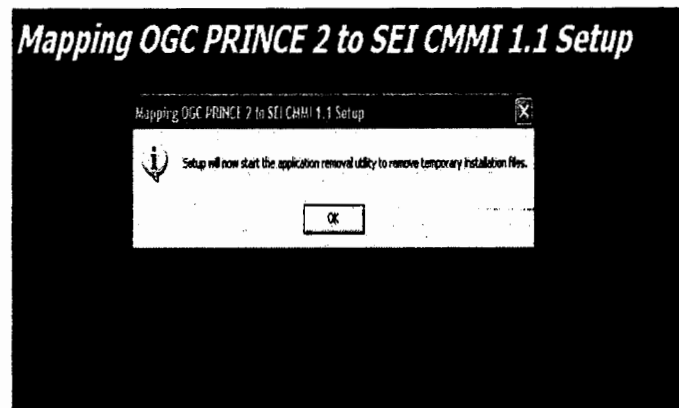 Mapping OGC PRINCE 2 to SEI CMMI 1.1 Setup
Mapping OGC PRINCE 2 to SEI CMMI 1.1 Setup
Setup will now start the application removal utility to remove temporary installation files.
OK